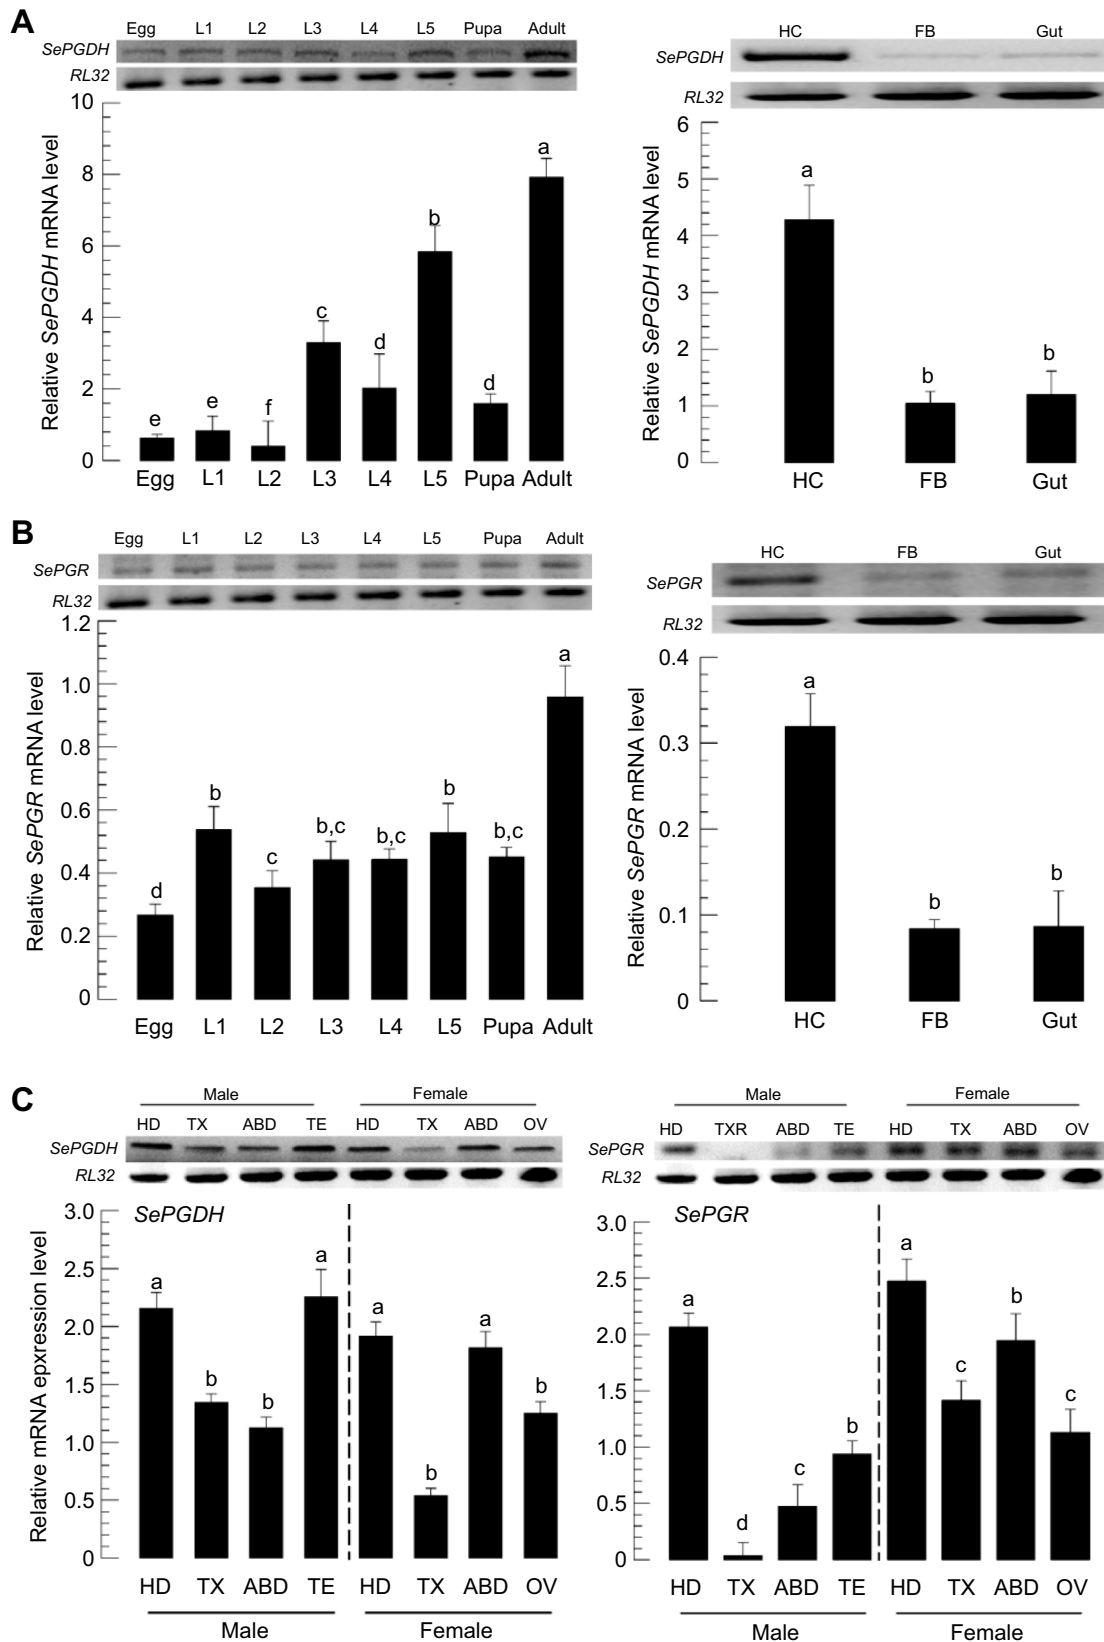 A
Egg L1 L2 L3 L4 L5 Pupa Adult
SePGDH
RL32
Relative SePGDH mRNA level
10
8
6
4
2
0
e e f c d b d a
Egg L1 L2 L3 L4 L5 Pupa Adult
HC FB Gut
SePGDH
RL32
Relative SePGDH mRNA level
6
5
4
3
2
1
0
a b b
HC FB Gut
B
Egg L1 L2 L3 L4 L5 Pupa Adult
SePGR
RL32
Relative SePGR mRNA level
1.2
1.0
0.8
0.6
0.4
0.2
0
d b c b,c b,c b b,c a
Egg L1 L2 L3 L4 L5 Pupa Adult
HC FB Gut
SePGR
RL32
Relative SePGR mRNA level
0.4
0.3
0.2
0.1
0
a b b
HC FB Gut
C
Male Female
HD TX ABD TE HD TX ABD OV
SePGDH
RL32
Relative mRNA epxression level
SePGDH
3.0
2.5
2.0
1.5
1.0
0.5
0
a b b a a b a b
HD TX ABD TE HD TX ABD OV
Male Female
Male Female
HD TXR ABD TE HD TX ABD OV
SePGR
RL32
SePGR
3.0
2.5
2.0
1.5
1.0
0.5
0
a d c b a c b c
HD TX ABD TE HD TX ABD OV
Male Female